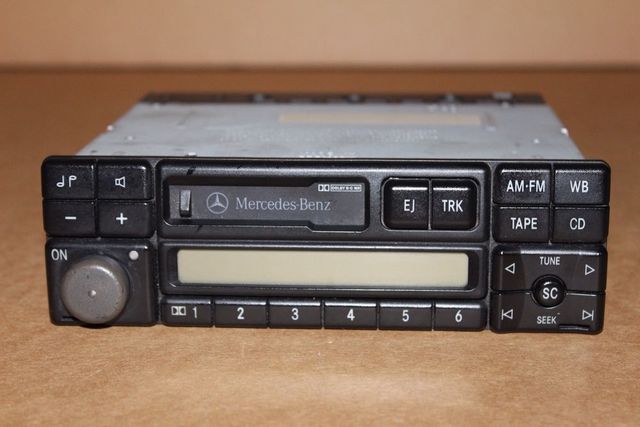 DOLBY B-C NR
AM·FM
WB
Mercedes-Benz
EJ
TRK
−
+
TAPE
CD
ON
TUNE
SC
SEEK
1
2
3
4
5
6